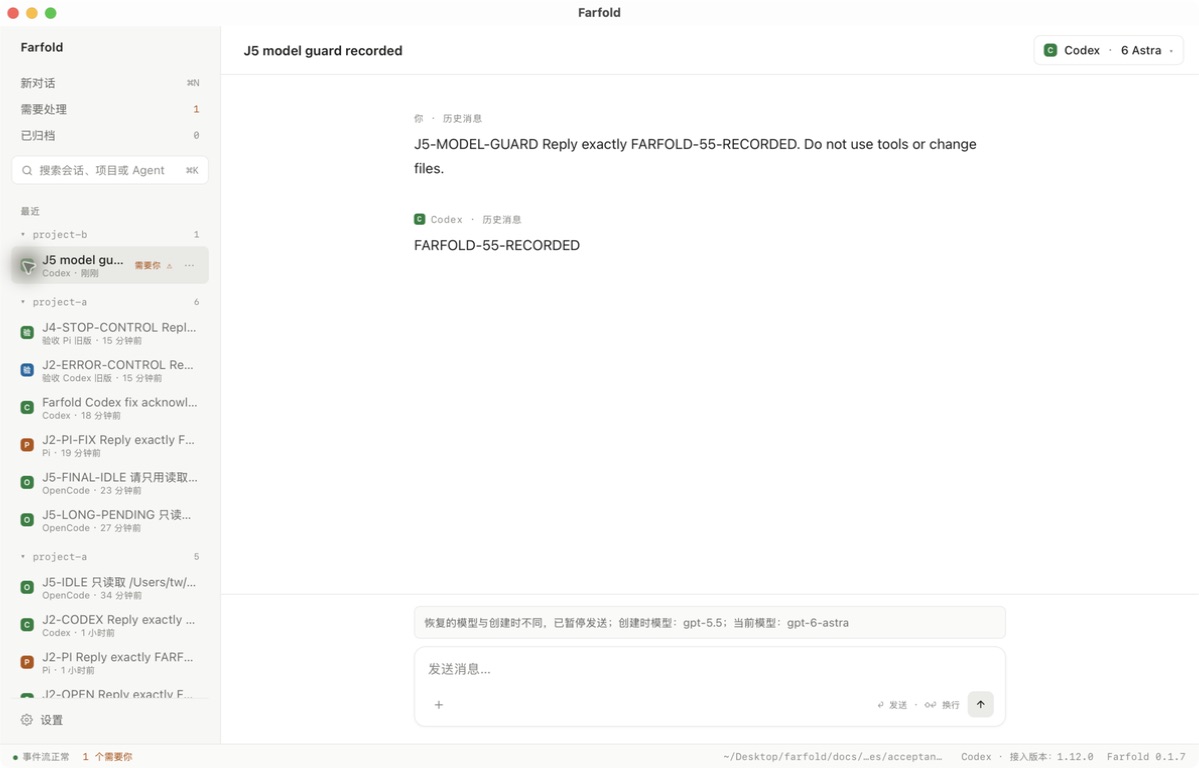 Farfold
Farfold
新对话 ⌘N
需要处理 1
已归档 0
搜索会话、项目或 Agent ⌘K
最近
project-b 1
J5 model gu... 需要你
Codex · 刚刚
project-a 6
J4-STOP-CONTROL Repl...
验收 Pi 旧版 · 15 分钟前
J2-ERROR-CONTROL Re...
验收 Codex 旧版 · 15 分钟前
Farfold Codex fix acknowl...
Codex · 18 分钟前
J2-PI-FIX Reply exactly F...
Pi · 19 分钟前
J5-FINAL-IDLE 请只用读取...
OpenCode · 23 分钟前
J5-LONG-PENDING 只读...
OpenCode · 27 分钟前
project-a 5
J5-IDLE 只读取 /Users/tw/...
OpenCode · 34 分钟前
J2-CODEX Reply exactly ...
Codex · 1 小时前
J2-PI Reply exactly FARF...
Pi · 1 小时前
J2-OPEN Reply exactly F...
设置
J5 model guard recorded
C Codex · 6 Astra
你 · 历史消息
J5-MODEL-GUARD Reply exactly FARFOLD-55-RECORDED. Do not use tools or change
files.
C Codex · 历史消息
FARFOLD-55-RECORDED
恢复的模型与创建时不同，已暂停发送；创建时模型：gpt-5.5；当前模型：gpt-6-astra
发送消息...
发送 · 换行
事件流正常 1 个需要你
~/Desktop/farfold/docs/…es/acceptan… Codex · 接入版本：1.12.0 Farfold 0.1.7